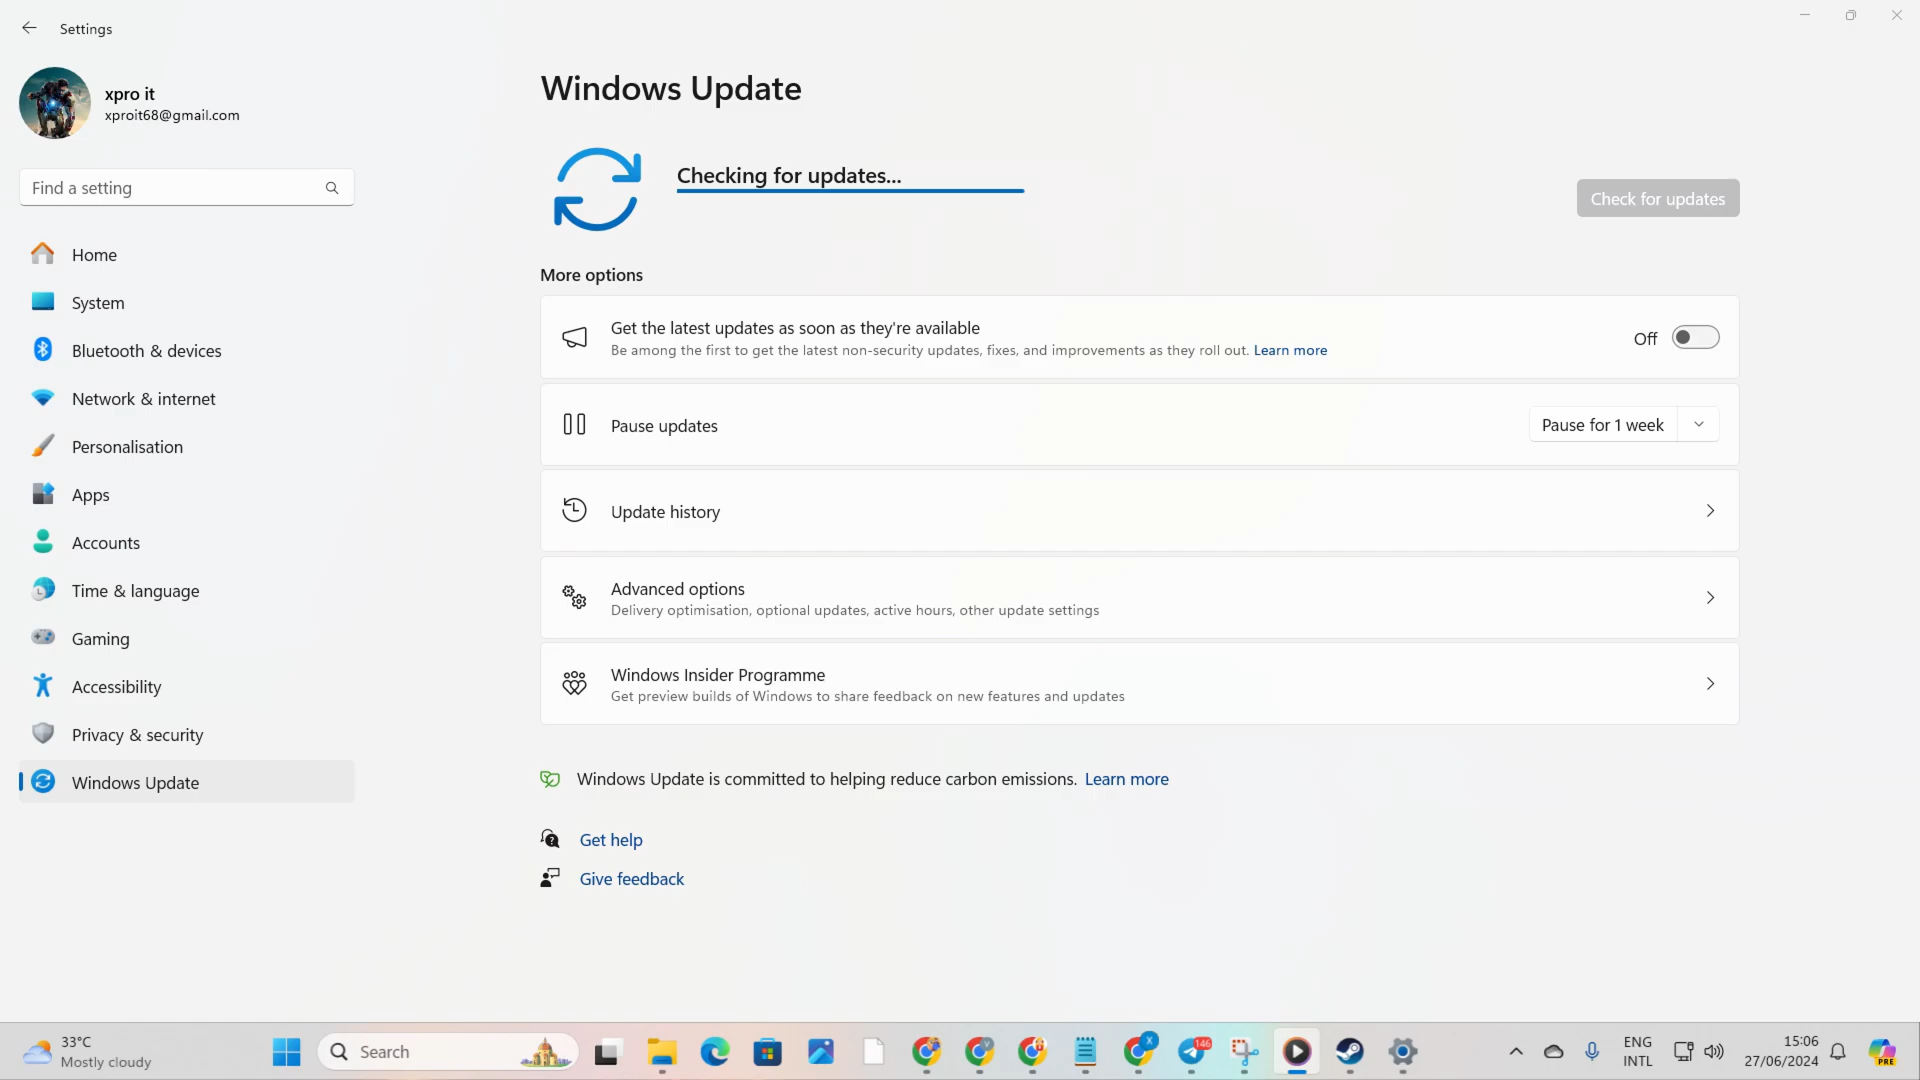 Settings
xpro it
xproit68@gmail.com
Find a setting
Home
System
Bluetooth & devices
Network & internet
Personalisation
Apps
Accounts
Time & language
Gaming
Accessibility
Privacy & security
Windows Update
Windows Update
Checking for updates...
Check for updates
More options
Get the latest updates as soon as they're available
Be among the first to get the latest non-security updates, fixes, and improvements as they roll out. Learn more
Off
Pause updates
Pause for 1 week
Update history
Advanced options
Delivery optimisation, optional updates, active hours, other update settings
Windows Insider Programme
Get preview builds of Windows to share feedback on new features and updates
Windows Update is committed to helping reduce carbon emissions. Learn more
Get help
Give feedback
33°C
Mostly cloudy
Search
V
X
146
ENG
INTL
15:06
27/06/2024
PRE